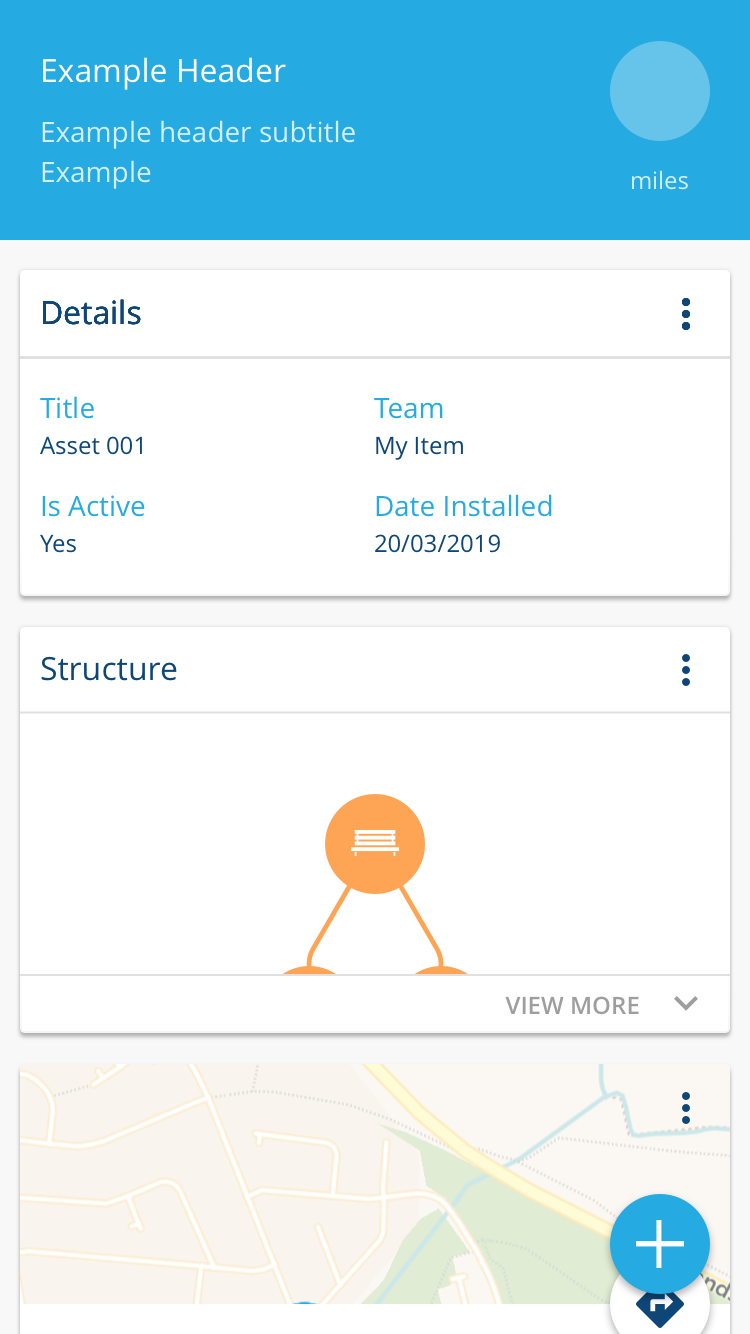 Example Header
Example header subtitle
Example
miles
Details
Title
Team
Asset 001
My Item
Is Active
Date Installed
Yes
20/03/2019
Structure
VIEW MORE